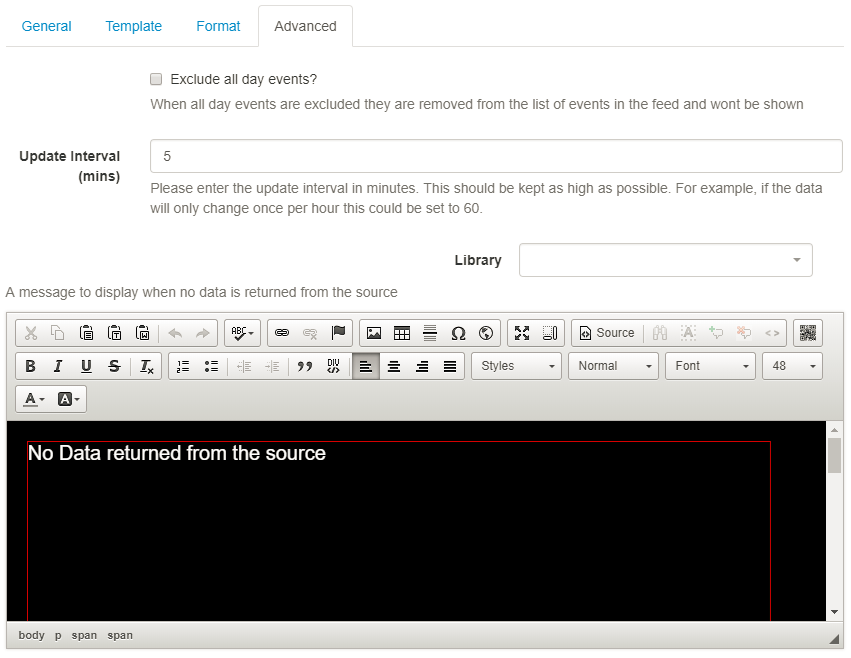 General Template Format Advanced
Exclude all day events?
When all day events are excluded they are removed from the list of events in the feed and wont be shown
Update Interval
(mins)
5
Please enter the update interval in minutes. This should be kept as high as possible. For example, if the data
will only change once per hour this could be set to 60.
Library
A message to display when no data is returned from the source
ABC Ω Source A
B I U S Tx DIV Styles Normal Font 48
A A
No Data returned from the source
body p span span